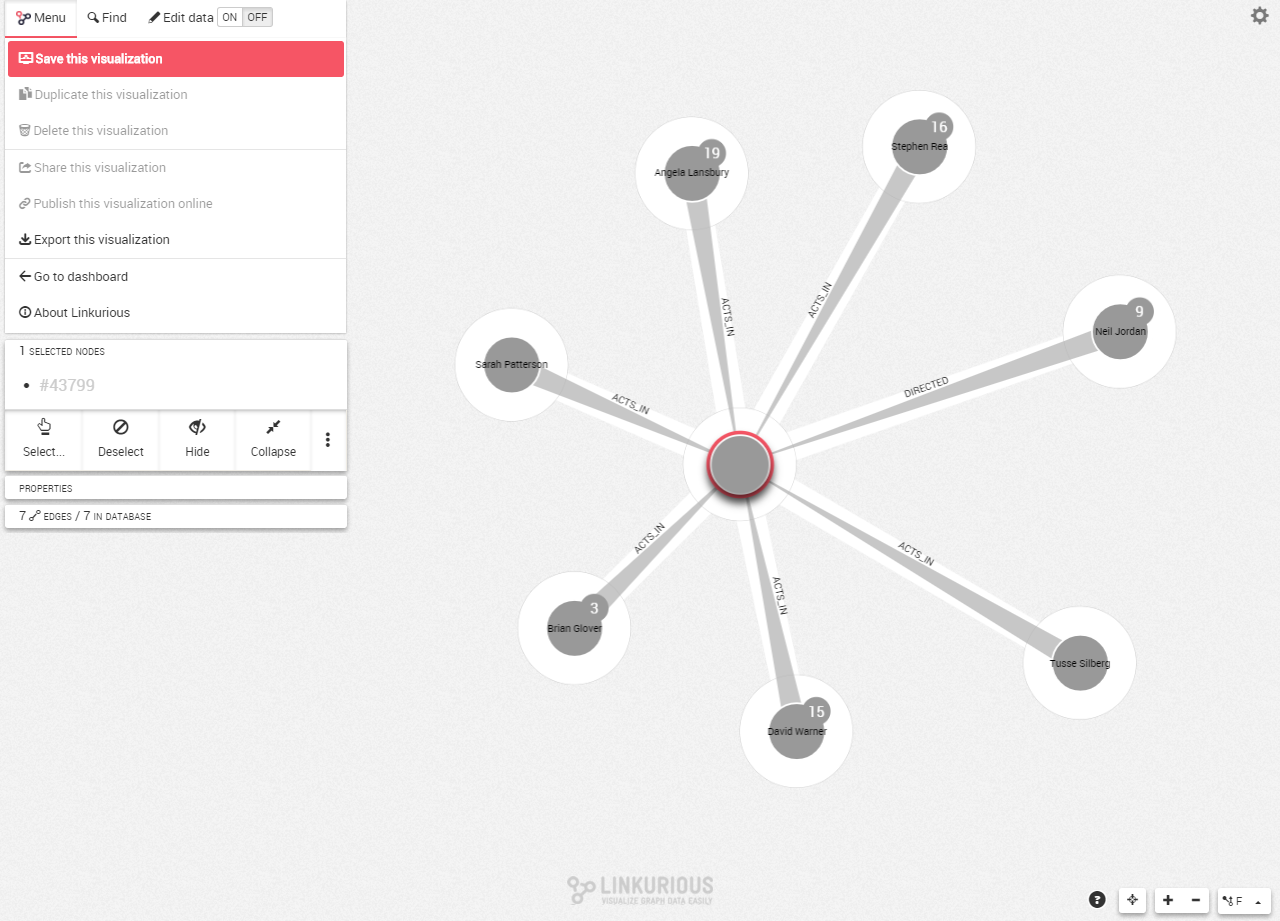 Menu Find Edit data ON OFF
Save this visualization
Duplicate this visualization
Delete this visualization
Share this visualization
Publish this visualization online
Export this visualization
Go to dashboard
About Linkurious
1 SELECTED NODES
#43799
Select... Deselect Hide Collapse
PROPERTIES
7 EDGES / 7 IN DATABASE
16
Stephen Rea
19
Angela Lansbury
ACTS_IN
ACTS_IN
9
Neil Jordan
Sarah Patterson
DIRECTED
ACTS_IN
ACTS_IN
ACTS_IN
ACTS_IN
3
Brian Glover
Tusse Silberg
15
David Warner
LINKURIOUS
VISUALIZE GRAPH DATA EASILY
? + − F